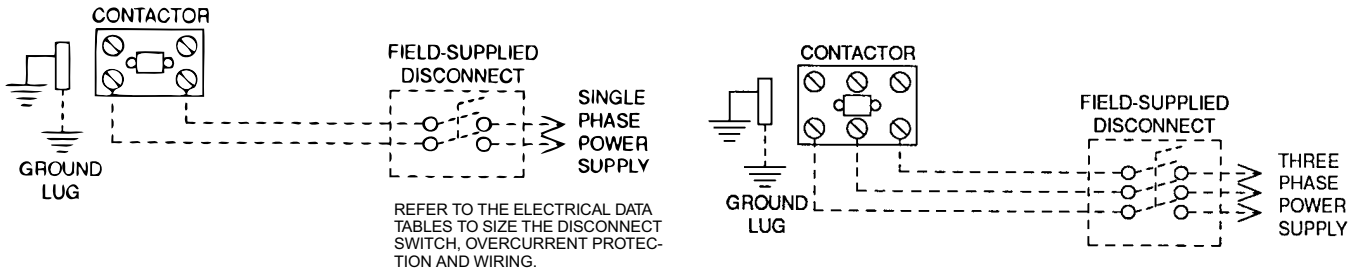 CONTACTOR
FIELD-SUPPLIED
DISCONNECT
SINGLE
PHASE
POWER
SUPPLY
GROUND
LUG
REFER TO THE ELECTRICAL DATA
TABLES TO SIZE THE DISCONNECT
SWITCH, OVERCURRENT PROTEC-
TION AND WIRING.
CONTACTOR
FIELD-SUPPLIED
DISCONNECT
THREE
PHASE
POWER
SUPPLY
GROUND
LUG